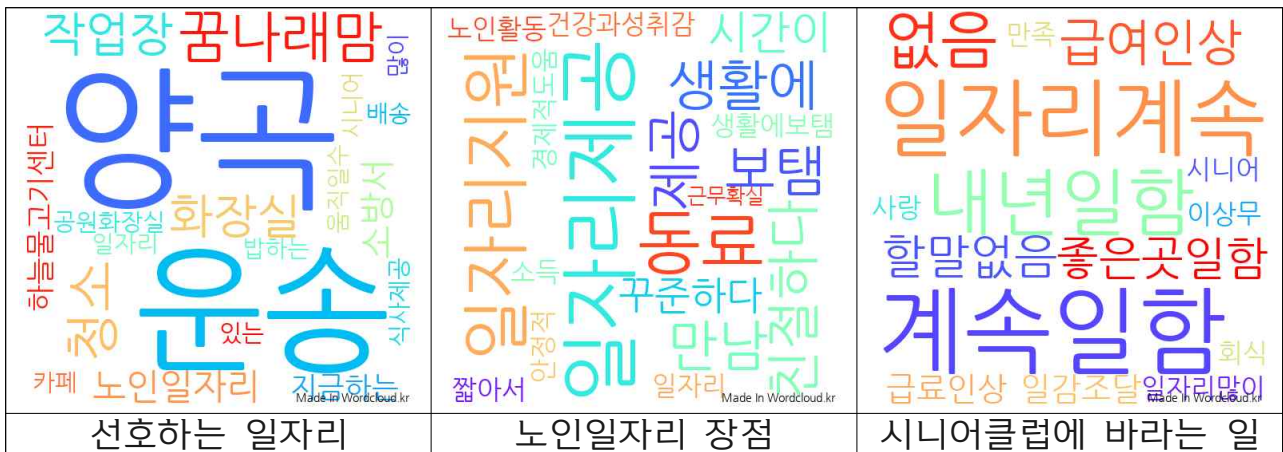 작업장 꿈나래맘
많이
양곡
시니어
배송
하늘물고기센터
공원화장실
화장실
움직일수
소방서
일자리
밥하는
청소
운송
있는
식사제공
카페
노인일자리
지급하는
Made In Wordcloud.kr
선호하는 일자리
노인활동
건강과성취감
시간이
일자리지원
경제적도움
일자리제공
생활에
제공
생활에보탬
보탬
근무확실
동료
친절하다
소득
꾸준하다
안정적
만남
짧아서
일자리
Made In Wordcloud.kr
노인일자리 장점
없음
만족
급여인상
일자리계속
시니어
사랑
내년일함
이상무
할말없음
좋은곳일함
계속일함
회식
급료인상
일감조달
일자리많이
Made In Wordcloud.kr
시니어클럽에 바라는 일